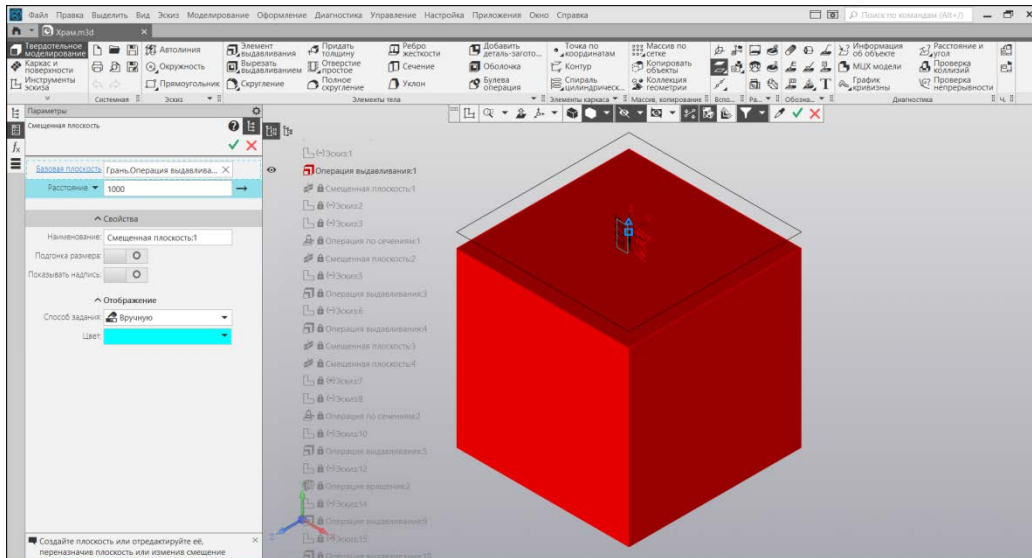 Файл Правка Выделить Вид Эскиз Моделирование Оформление Диагностика Управление Настройка Приложения Окно Справка
Поиск по командам (Alt+/)
Храм.m3d
Твердотельное моделирование
Каркас и поверхности
Инструменты эскиза
Системная
Автолиния
Окружность
Прямоугольник
Эскиз
Элемент выдавливания
Вырезать выдавливанием
Скругление
Придать толщину
Отверстие простое
Полное скругление
Ребро жесткости
Сечение
Уклон
Добавить деталь-загото...
Оболочка
Булева операция
Элементы тела
Точка по координатам
Контур
Спираль цилиндрическ...
Элементы каркаса
Массив по сетке
Копировать объекты
Коллекция геометрии
Массив, копирование
Вспо...
Ра...
Обозна...
Информация об объекте
МЦХ модели
График кривизны
Расстояние и угол
Проверка коллизий
Проверка непрерывности
Диагностика
Ч.
Параметры
Смещенная плоскость
Базовая плоскость Грань.Операция выдавлива...
Расстояние 1000
Свойства
Наименование: Смещенная плоскость:1
Подгонка размера:
Показывать надпись:
Отображение
Способ задания: Вручную
Цвет:
(-)Эскиз:1
Операция выдавливания:1
Смещенная плоскость:1
(-)Эскиз:2
(-)Эскиз:3
Операция по сечениям:1
Смещенная плоскость:2
(-)Эскиз:5
Операция выдавливания:3
(-)Эскиз:6
Операция выдавливания:4
Смещенная плоскость:3
Смещенная плоскость:4
(-)Эскиз:8
Операция по сечениям:2
(-)Эскиз:10
Операция выдавливания:5
(-)Эскиз:12
Операция вращения:2
(-)Эскиз:14
Операция выдавливания:9
(-)Эскиз:15
Операция выдавливания:10
Создайте плоскость или отредактируйте её,
переназначив плоскость или изменив смещение